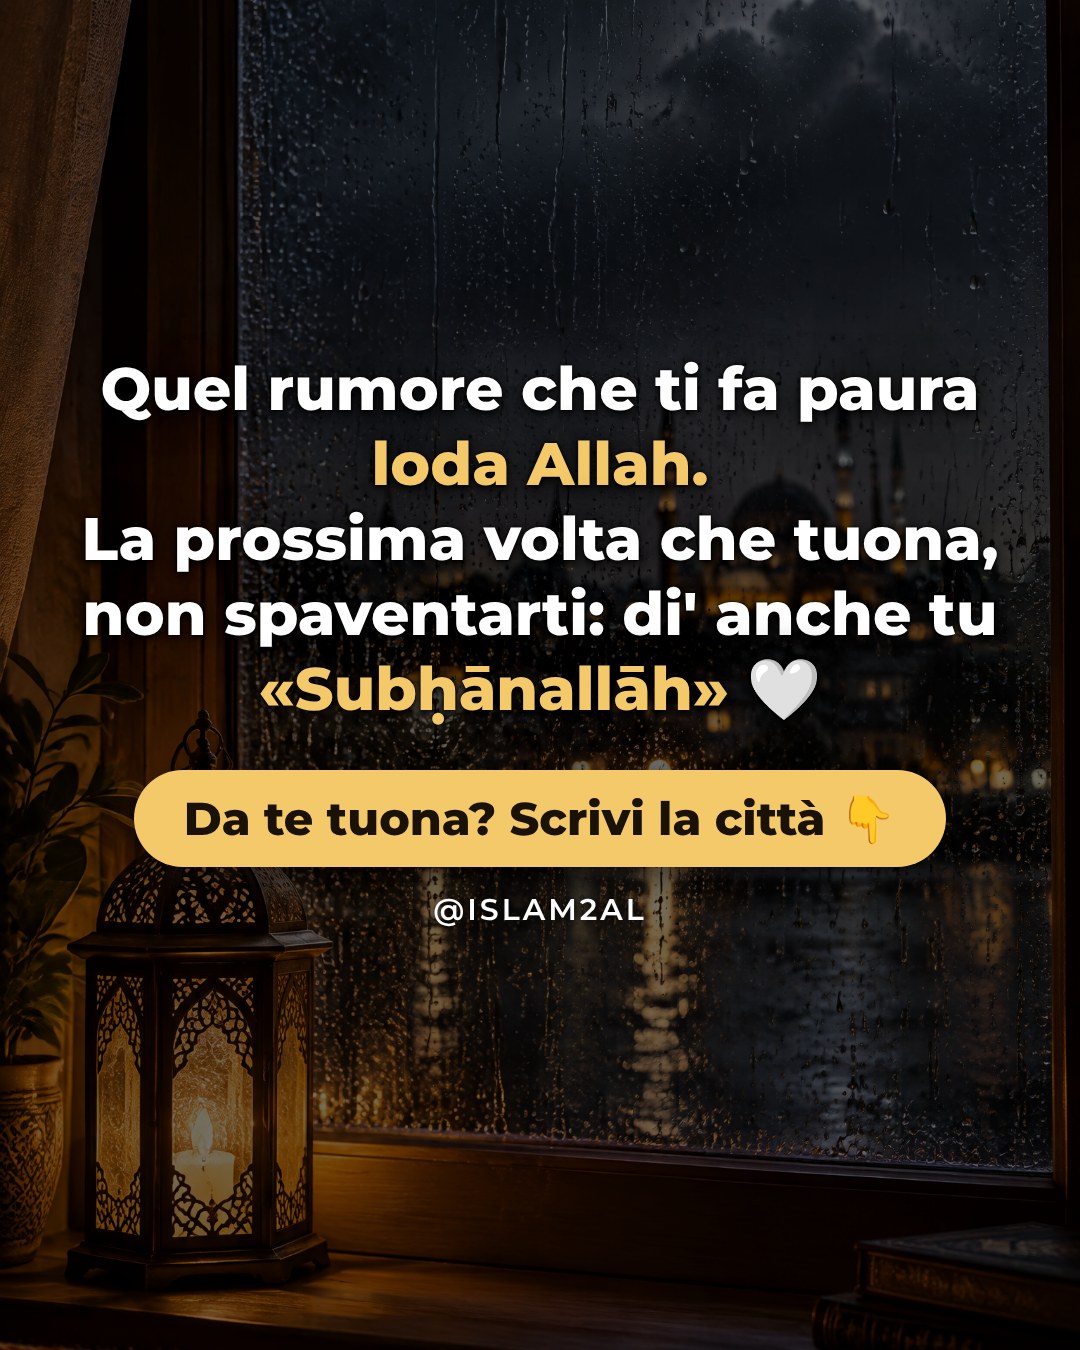 Quel rumore che ti fa paura
loda Allah.
La prossima volta che tuona,
non spaventarti: di' anche tu
«Subḥānallāh» 🤍
Da te tuona? Scrivi la città 👇
@ISLAM2AL